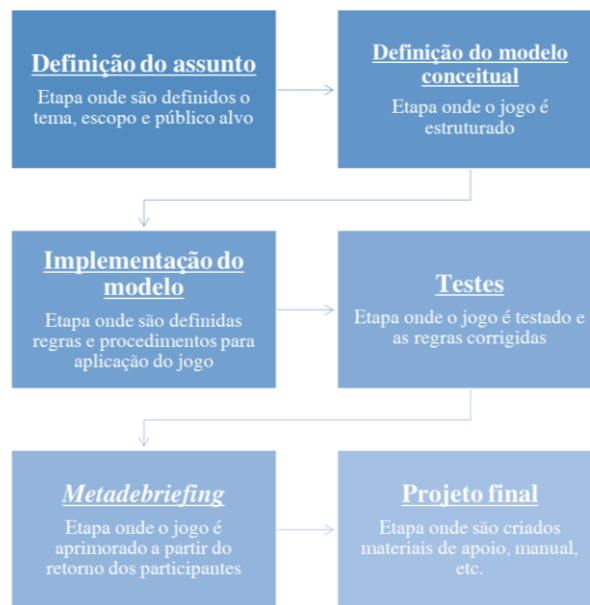 Definição do assunto
Etapa onde são definidos o
tema, escopo e público alvo
Definição do modelo
conceitual
Etapa onde o jogo é
estruturado
Implementação do
modelo
Etapa onde são definidas
regras e procedimentos para
aplicação do jogo
Testes
Etapa onde o jogo é testado e
as regras corrigidas
Metadebriefing
Etapa onde o jogo é
aprimorado a partir do
retorno dos participantes
Projeto final
Etapa onde são criados
materiais de apoio, manual,
etc.